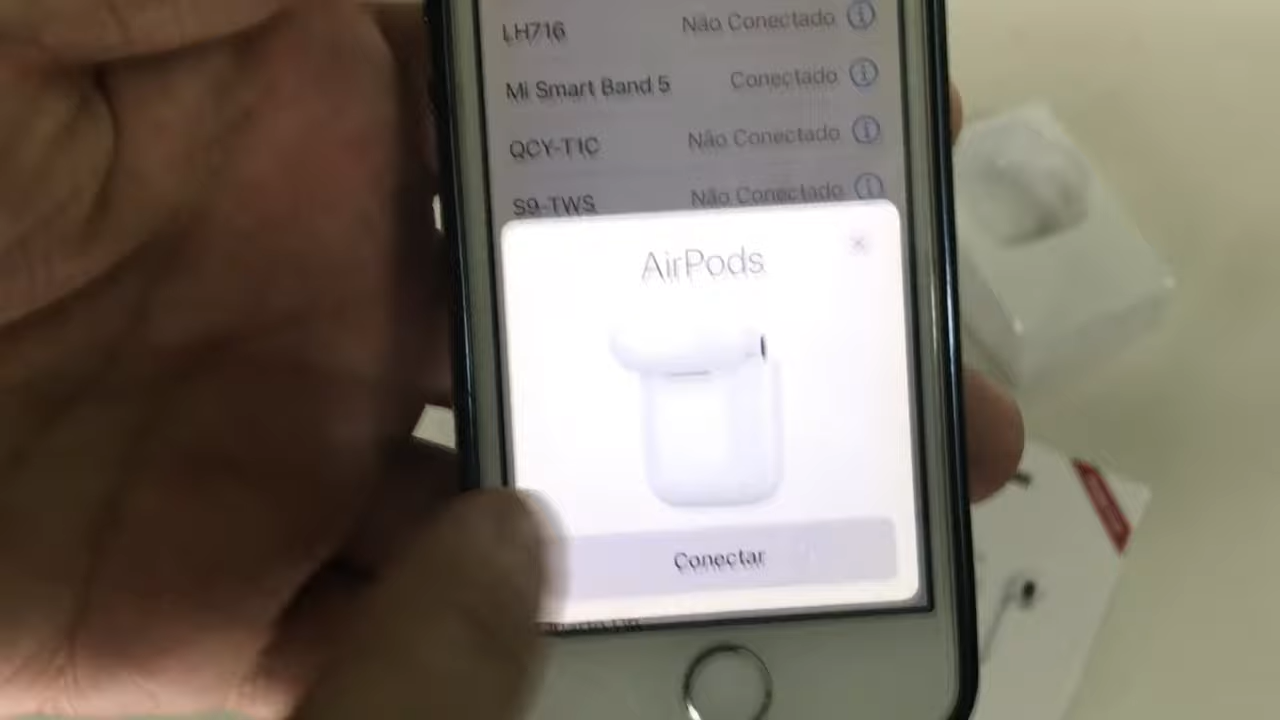 LH716 Não Conectado
Mi Smart Band 5 Conectado
QCY-T1C Não Conectado
S9-TWS Não Conectado
AirPods
Conectar